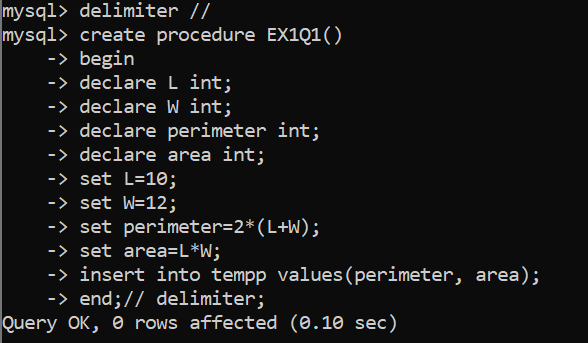 mysql> delimiter //
mysql> create procedure EX1Q1()
    -> begin
    -> declare L int;
    -> declare W int;
    -> declare perimeter int;
    -> declare area int;
    -> set L=10;
    -> set W=12;
    -> set perimeter=2*(L+W);
    -> set area=L*W;
    -> insert into tempp values(perimeter, area);
    -> end;// delimiter;
Query OK, 0 rows affected (0.10 sec)